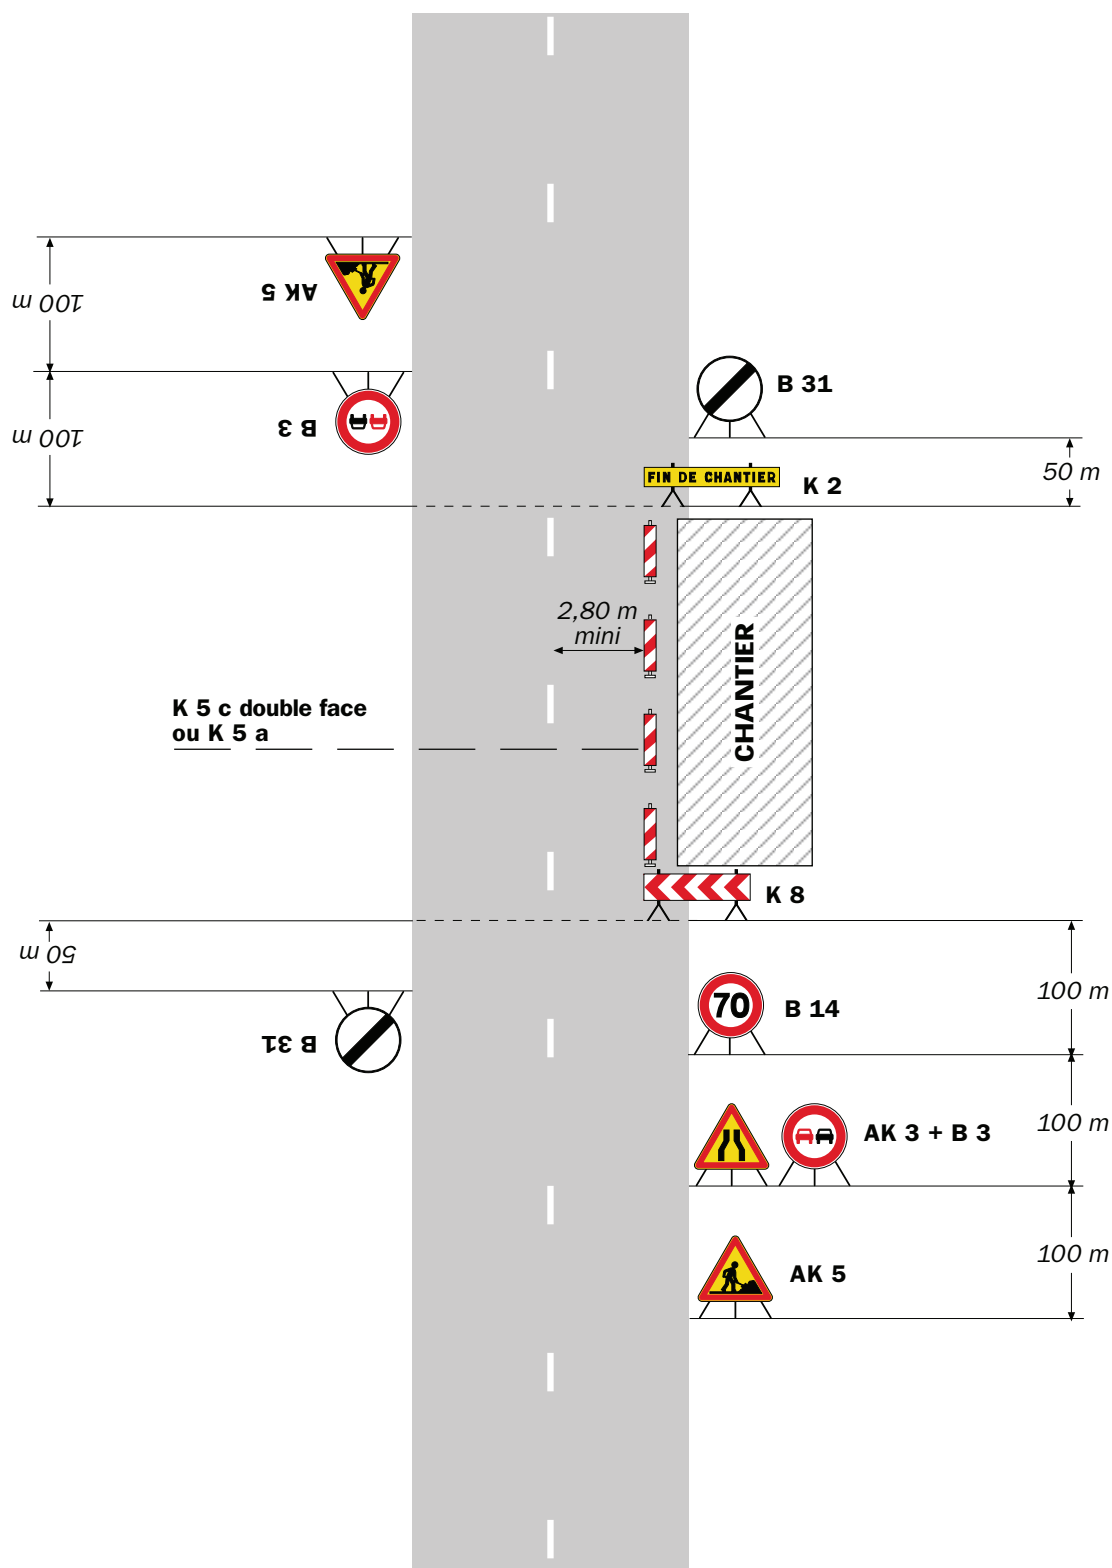 100 m
AK 5
100 m
B 3
B 31
50 m
FIN DE CHANTIER
K 2
2,80 m
mini
CHANTIER
K 5 c double face
ou K 5 a
K 8
50 m
B 31
100 m
70
B 14
100 m
AK 3 + B 3
100 m
AK 5